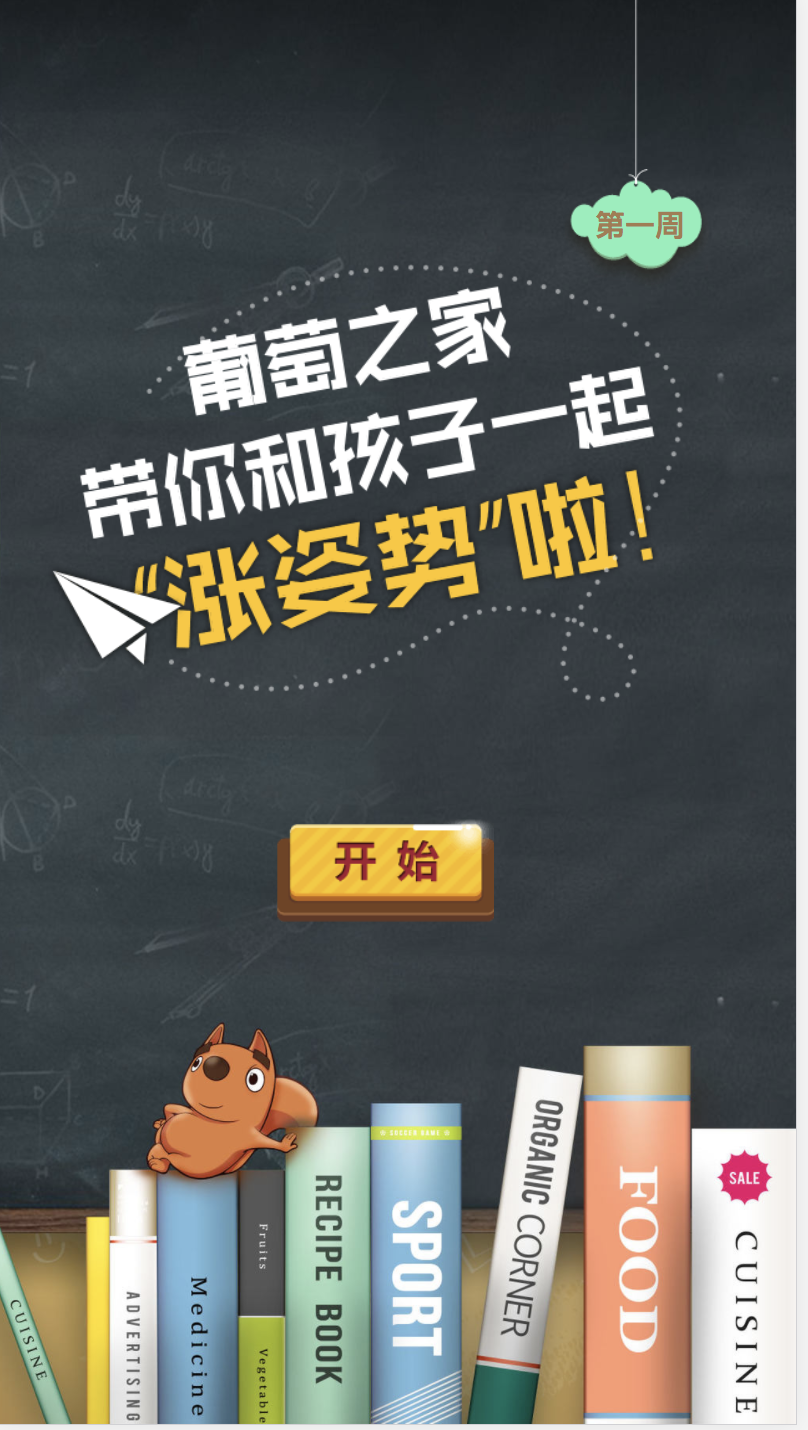 第一周
葡萄之家
带你和孩子一起
“涨姿势”啦！
开始
CUISINE
ADVERTISING
Medicine
Fruits
Vegetable
RECIPE BOOK
SPORT
ORGANIC CORNER
FOOD
SALE
CUISINE